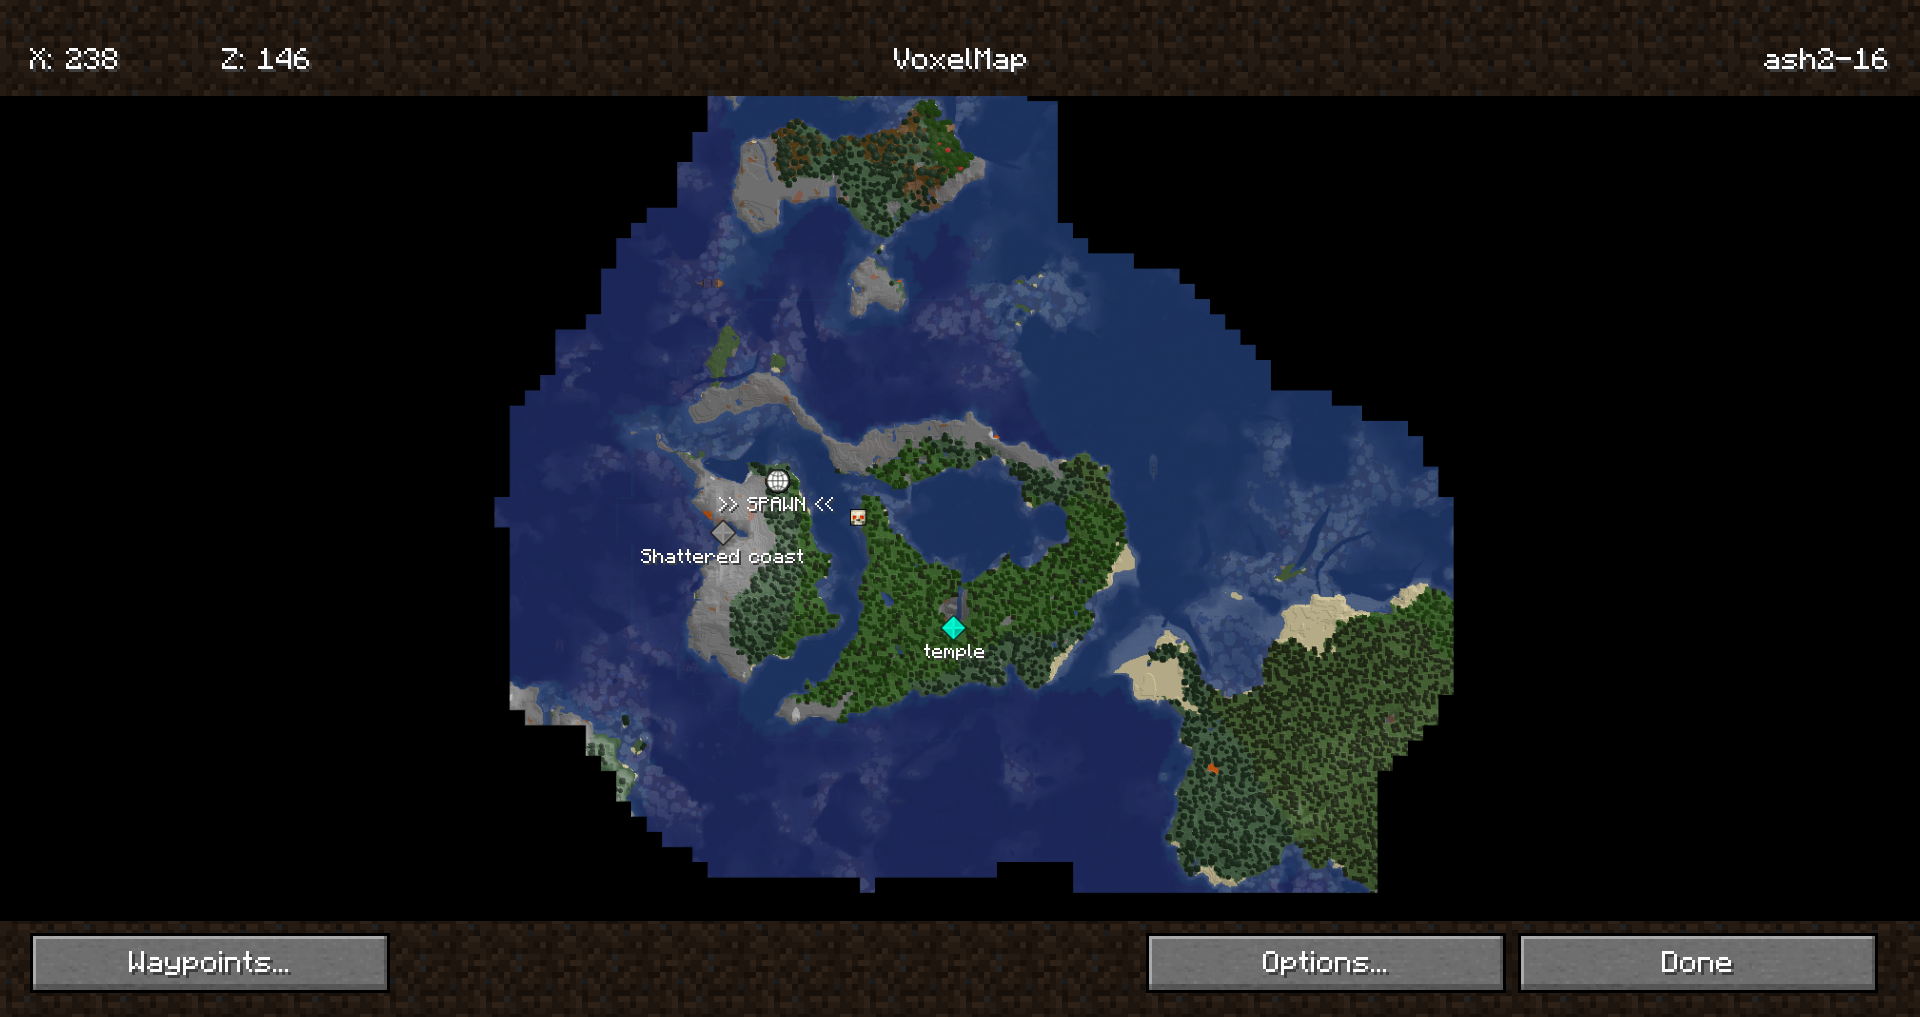 X: 238
Z: 146
VoxelMap
ash2-16
>> SPAWN <<
Shattered coast
temple
Waypoints...
Options...
Done